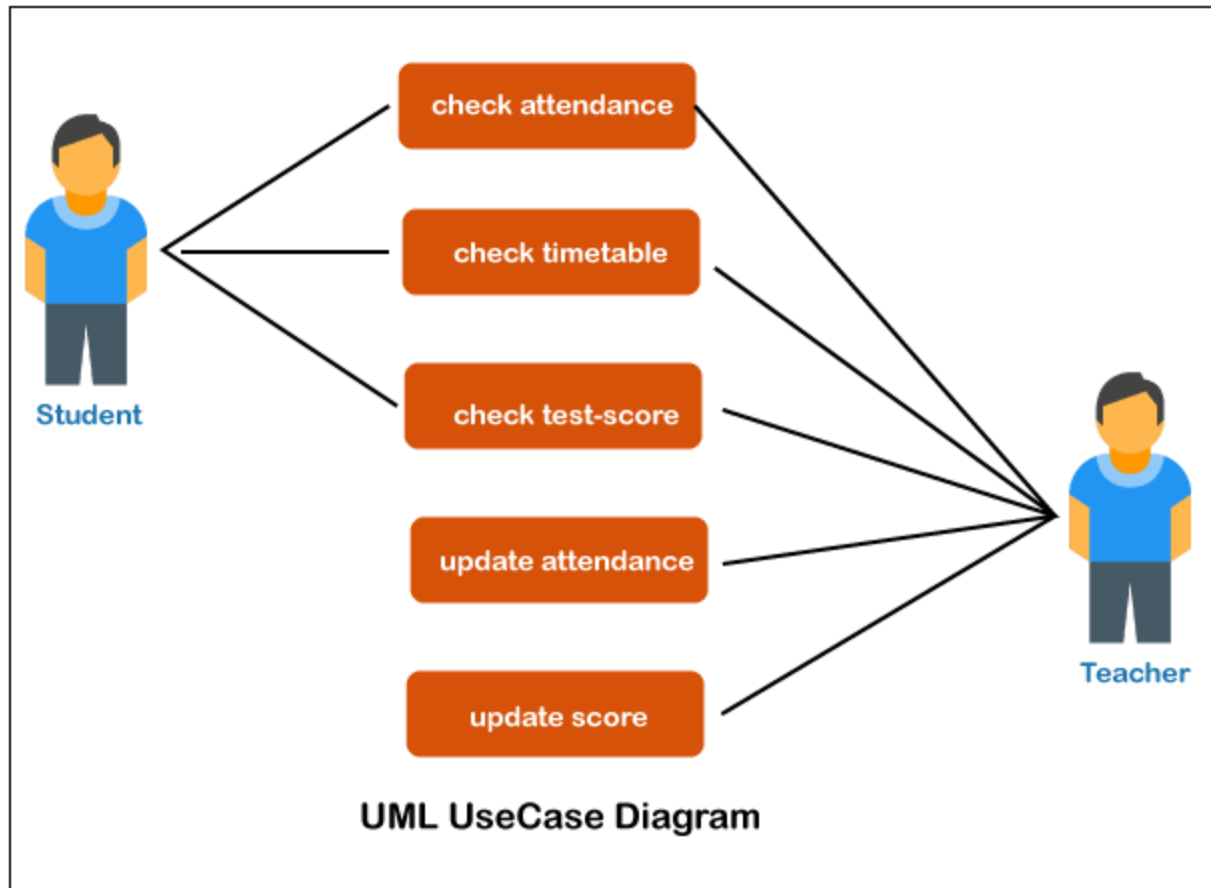 check attendance
check timetable
Student
check test-score
update attendance
Teacher
update score
UML UseCase Diagram